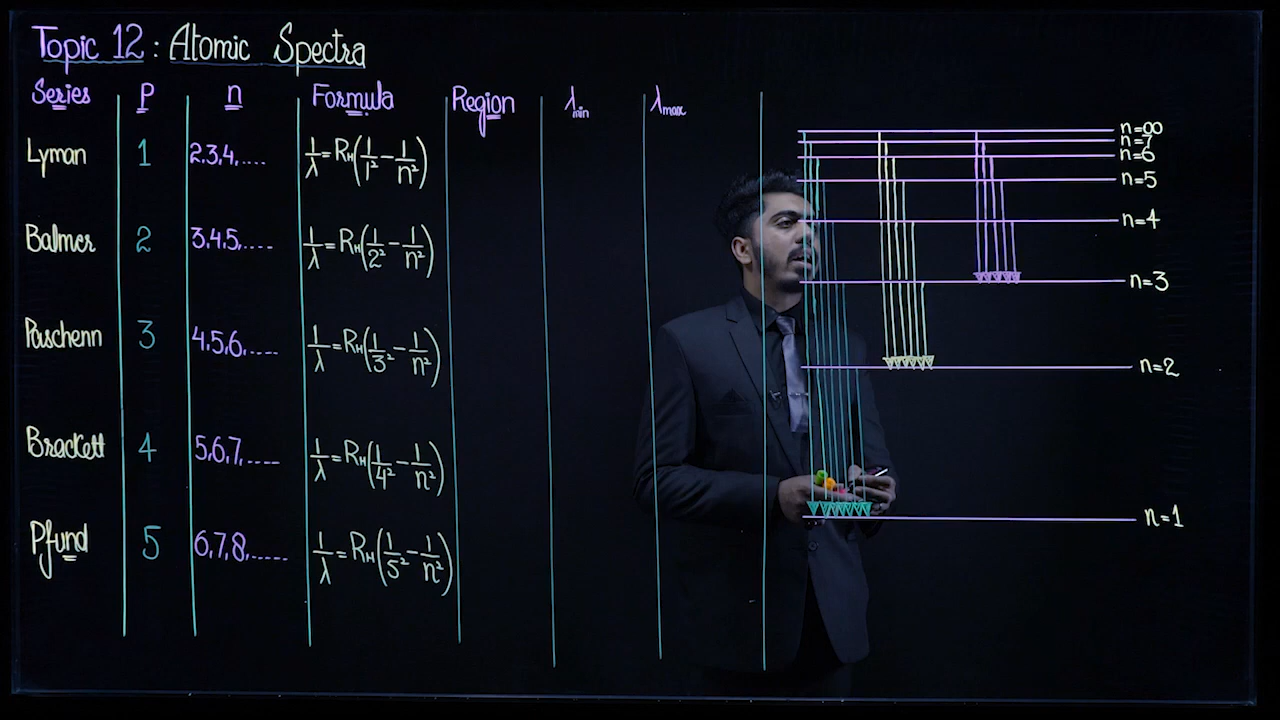 Topic 12 : Atomic Spectra
Series P n Formula Region λmin λmax
Lyman 1 2,3,4,.... 1/λ = RH(1/1² − 1/n²)
Balmer 2 3,4,5,.... 1/λ = RH(1/2² − 1/n²)
Paschenn 3 4,5,6,..... 1/λ = RH(1/3² − 1/n²)
Brackett 4 5,6,7,..... 1/λ = RH(1/4² − 1/n²)
Pfund 5 6,7,8,...... 1/λ = RH(1/5² − 1/n²)
n=∞
n=7
n=6
n=5
n=4
n=3
n=2
n=1